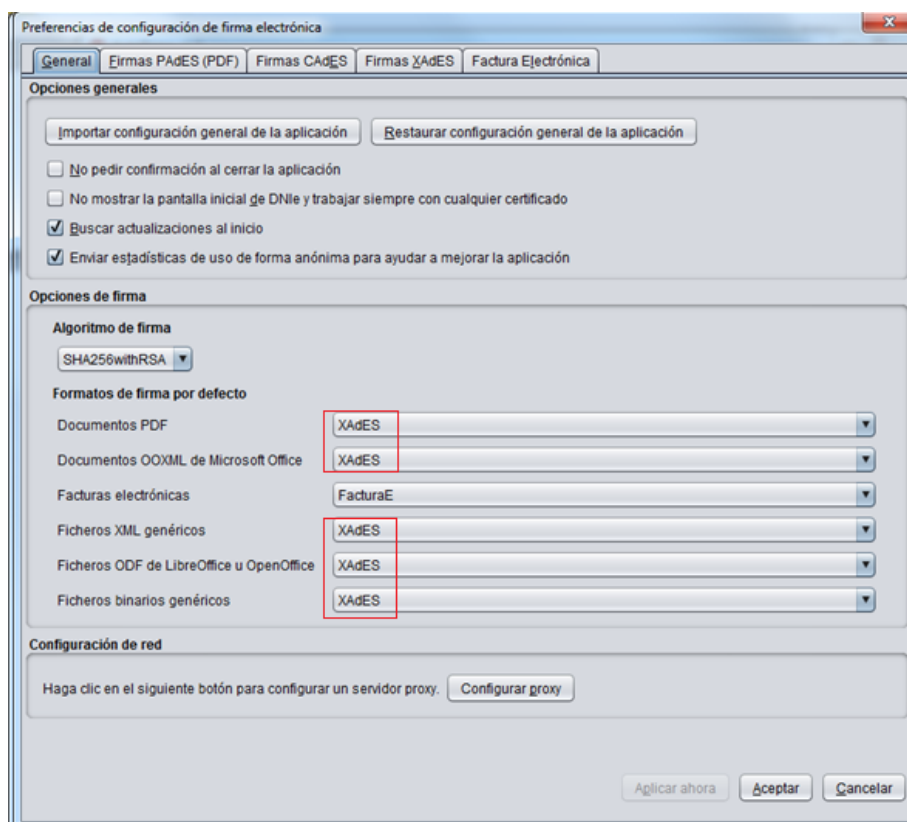 Preferencias de configuración de firma electrónica
General Firmas PAdES (PDF) Firmas CAdES Firmas XAdES Factura Electrónica
Opciones generales
Importar configuración general de la aplicación Restaurar configuración general de la aplicación
No pedir confirmación al cerrar la aplicación
No mostrar la pantalla inicial de DNIe y trabajar siempre con cualquier certificado
Buscar actualizaciones al inicio
Enviar estadísticas de uso de forma anónima para ayudar a mejorar la aplicación
Opciones de firma
Algoritmo de firma
SHA256withRSA
Formatos de firma por defecto
Documentos PDF XAdES
Documentos OOXML de Microsoft Office XAdES
Facturas electrónicas FacturaE
Ficheros XML genéricos XAdES
Ficheros ODF de LibreOffice u OpenOffice XAdES
Ficheros binarios genéricos XAdES
Configuración de red
Haga clic en el siguiente botón para configurar un servidor proxy. Configurar proxy
Aplicar ahora Aceptar Cancelar